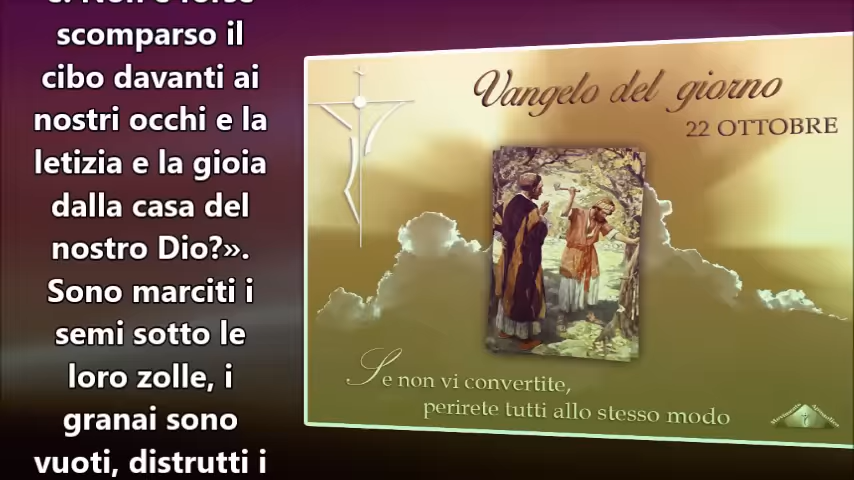 scomparso il
cibo davanti ai
nostri occhi e la
letizia e la gioia
dalla casa del
nostro Dio?».
Sono marciti i
semi sotto le
loro zolle, i
granai sono
vuoti, distrutti i
Vangelo del giorno
22 OTTOBRE
Se non vi convertite,
perirete tutti allo stesso modo